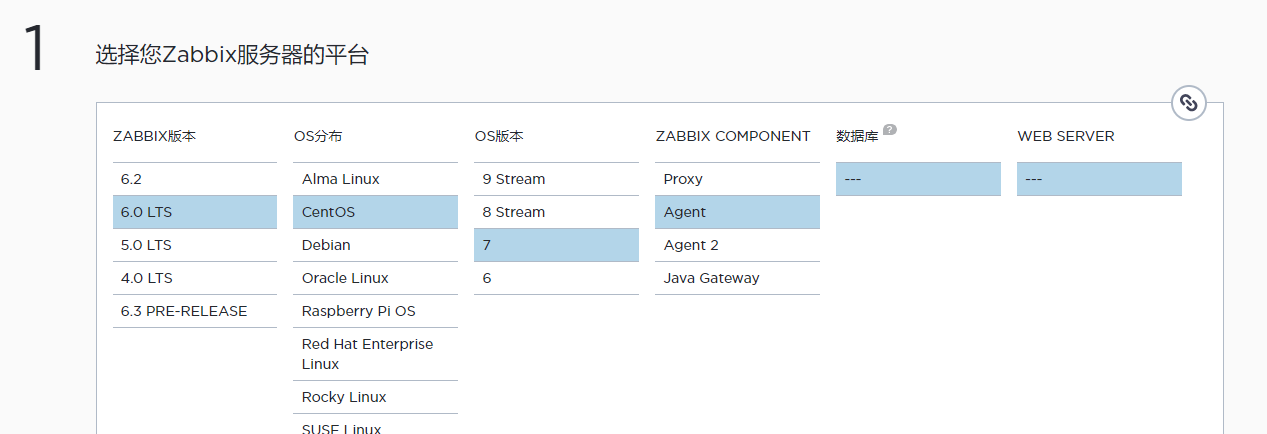 1
选择您Zabbix服务器的平台
ZABBIX版本
OS分布
OS版本
ZABBIX COMPONENT
数据库 ?
WEB SERVER
6.2
Alma Linux
9 Stream
Proxy
---
---
6.0 LTS
CentOS
8 Stream
Agent
5.0 LTS
Debian
7
Agent 2
4.0 LTS
Oracle Linux
6
Java Gateway
6.3 PRE-RELEASE
Raspberry Pi OS
Red Hat Enterprise
Linux
Rocky Linux
SUSE Linux